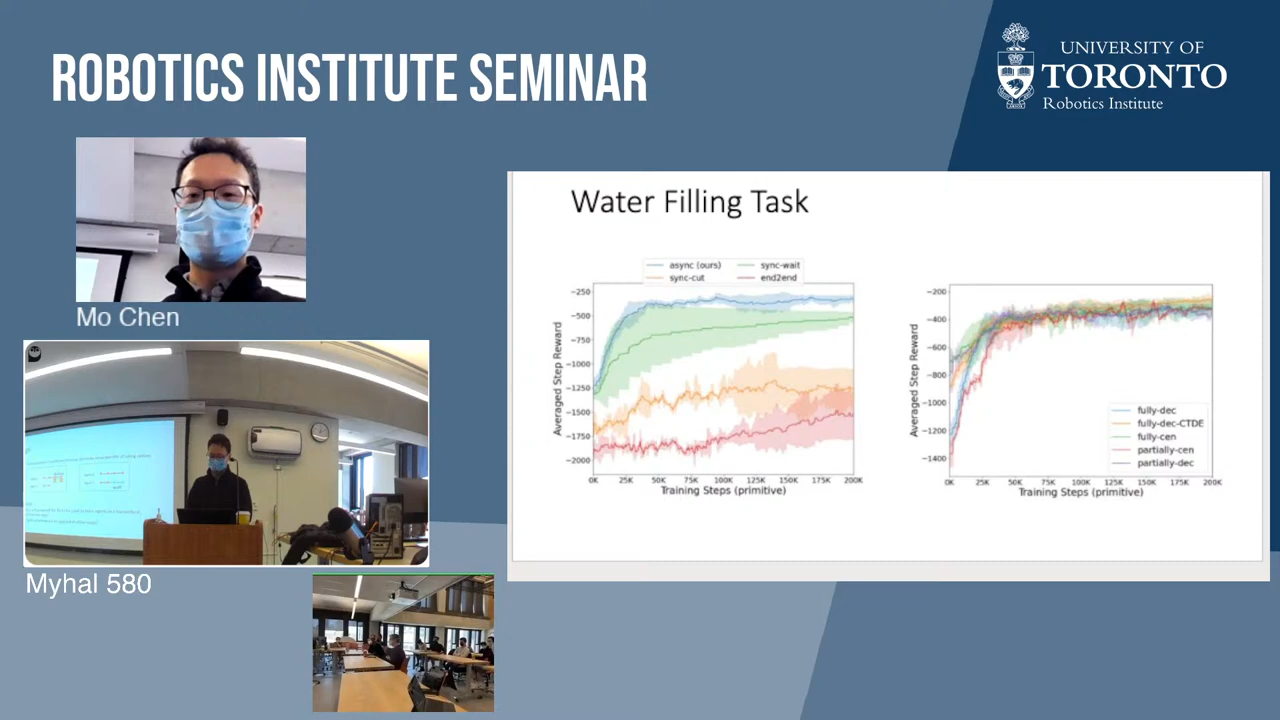 ROBOTICS INSTITUTE SEMINAR
UNIVERSITY OF
TORONTO
Robotics Institute
Mo Chen
Myhal 580
Water Filling Task
async (ours)
sync-wait
sync-cut
end2end
Averaged Step Reward
−250
−500
−750
−1000
−1250
−1500
−1750
−2000
0K 25K 50K 75K 100K 125K 150K 175K 200K
Training Steps (primitive)
Averaged Step Reward
−200
−400
−600
−800
−1000
−1200
−1400
fully-dec
fully-dec-CTDE
fully-cen
partially-cen
partially-dec
0K 25K 50K 75K 100K 125K 150K 175K 200K
Training Steps (primitive)